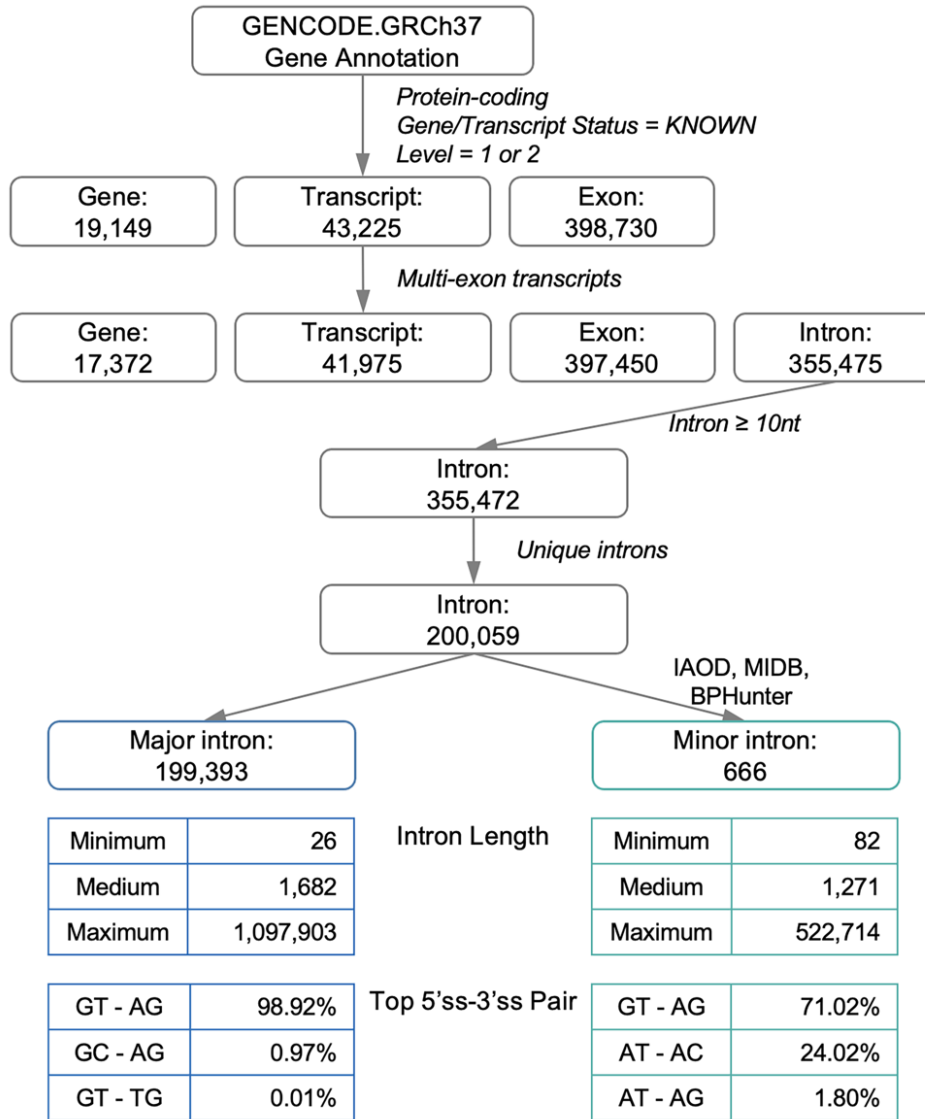 GENCODE.GRCh37
Gene Annotation
Protein-coding
Gene/Transcript Status = KNOWN
Level = 1 or 2
Gene:
19,149
Transcript:
43,225
Exon:
398,730
Multi-exon transcripts
Gene:
17,372
Transcript:
41,975
Exon:
397,450
Intron:
355,475
Intron ≥ 10nt
Intron:
355,472
Unique introns
Intron:
200,059
IAOD, MIDB,
BPHunter
Major intron:
199,393
Minor intron:
666
Intron Length
Minimum 26
Medium 1,682
Maximum 1,097,903
Minimum 82
Medium 1,271
Maximum 522,714
Top 5'ss-3'ss Pair
GT - AG 98.92%
GC - AG 0.97%
GT - TG 0.01%
GT - AG 71.02%
AT - AC 24.02%
AT - AG 1.80%